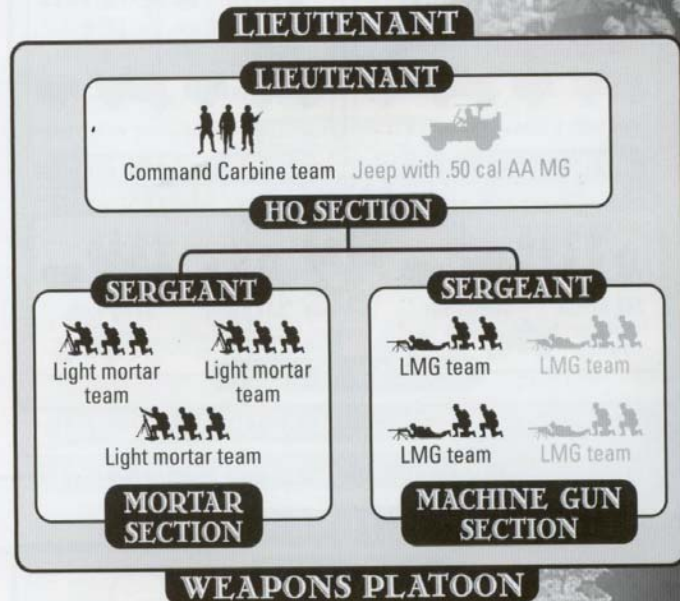 LIEUTENANT
LIEUTENANT
Command Carbine team
Jeep with .50 cal AA MG
HQ SECTION
SERGEANT
Light mortar
team
Light mortar
team
Light mortar team
MORTAR
SECTION
SERGEANT
LMG team
LMG team
LMG team
LMG team
MACHINE GUN
SECTION
WEAPONS PLATOON